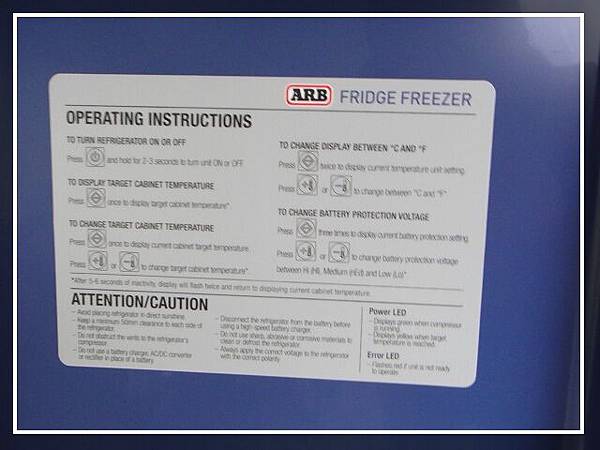 ARB FRIDGE FREEZER
OPERATING INSTRUCTIONS
TO TURN REFRIGERATOR ON OR OFF
Press and hold for 2-3 seconds to turn unit ON or OFF
TO DISPLAY TARGET CABINET TEMPERATURE
Press once to display target cabinet temperature*.
TO CHANGE TARGET CABINET TEMPERATURE
Press once to display current cabinet target temperature
Press or to change target cabinet temperature*.
TO CHANGE DISPLAY BETWEEN °C AND °F
Press twice to display current temperature unit setting
Press or to change between "C and "F*
TO CHANGE BATTERY PROTECTION VOLTAGE
Press three times to display current battery protection setting
Press or to change battery protection voltage
between Hi (HI), Medium (HEd) and Low (Lo)*
*After 5-6 seconds of inactivity, display will flash twice and return to displaying current cabinet temperature.
ATTENTION/CAUTION
– Avoid placing refrigerator in direct sunshine.
– Keep a minimum 50mm clearance to each side of
the refrigerator.
– Do not obstruct the vents to the refrigerator's
compressor.
– Do not use a battery charger, AC/DC converter
or rectifier in place of a battery.
– Disconnect the refrigerator from the battery before
using a high-speed battery charger.
– Do not use sharp, abrasive or corrosive materials to
clean or defrost the refrigerator.
– Always apply the correct voltage to the refrigerator
with the correct polarity.
Power LED
– Displays green when compressor
is running.
– Displays yellow when target
temperature is reached.
Error LED
– Flashes red if unit is not ready
to operate.